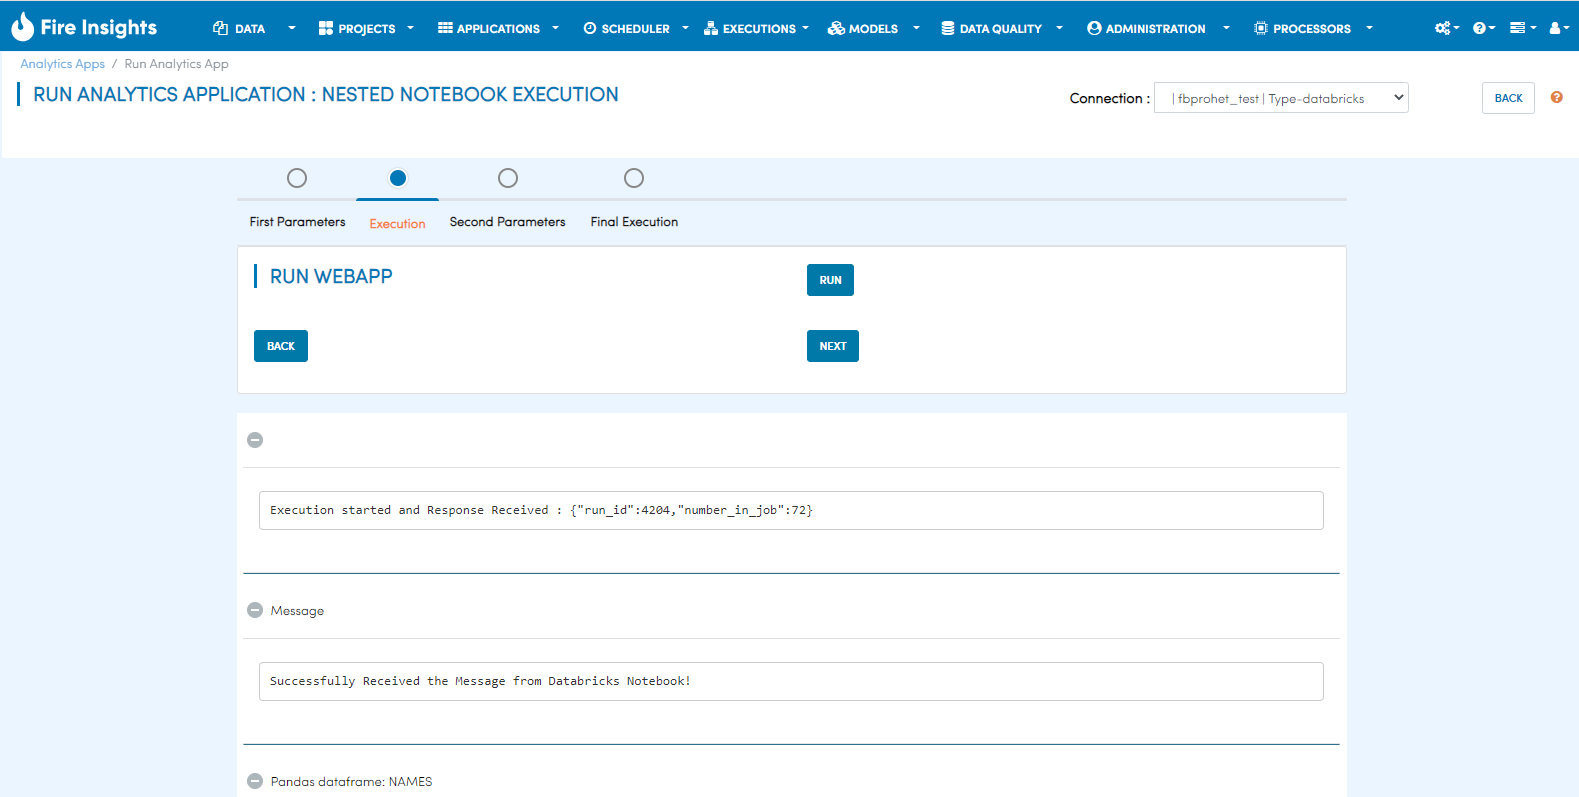 Fire Insights DATA PROJECTS APPLICATIONS SCHEDULER EXECUTIONS MODELS DATA QUALITY ADMINISTRATION PROCESSORS
Analytics Apps / Run Analytics App
RUN ANALYTICS APPLICATION : NESTED NOTEBOOK EXECUTION
Connection : | fbprohet_test | Type-databricks BACK
First Parameters Execution Second Parameters Final Execution
RUN WEBAPP RUN
BACK NEXT
Execution started and Response Received : {"run_id":4204,"number_in_job":72}
Message
Successfully Received the Message from Databricks Notebook!
Pandas dataframe: NAMES